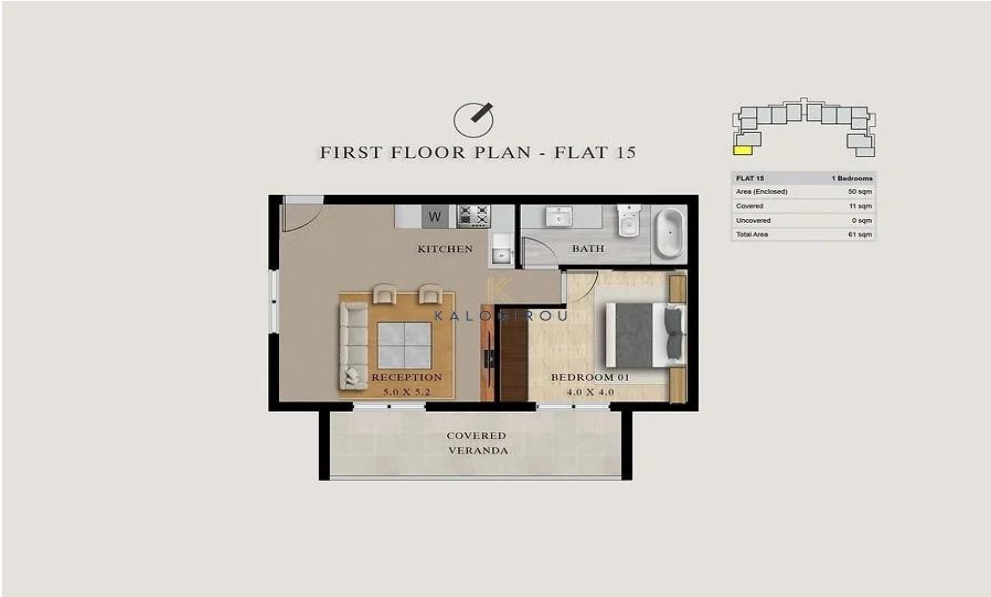 FIRST FLOOR PLAN - FLAT 15
FLAT 15 1 Bedrooms
Area (Enclosed) 50 sqm
Covered 11 sqm
Uncovered 0 sqm
Total Area 61 sqm
W
KITCHEN
BATH
K
KALOGIROU
RECEPTION
5.0 X 5.2
BEDROOM 01
4.0 X 4.0
COVERED
VERANDA